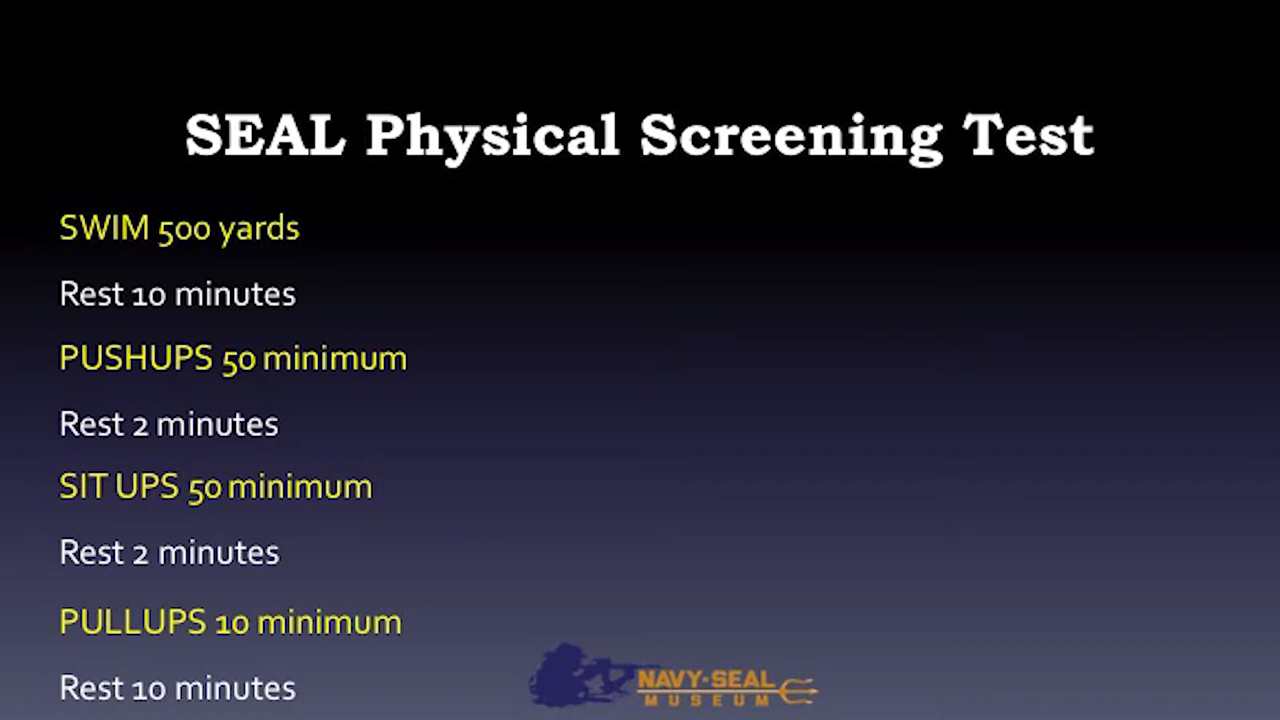 SEAL Physical Screening Test
SWIM 500 yards
Rest 10 minutes
PUSHUPS 50 minimum
Rest 2 minutes
SIT UPS 50 minimum
Rest 2 minutes
PULLUPS 10 minimum
Rest 10 minutes
NAVY-SEAL
MUSEUM